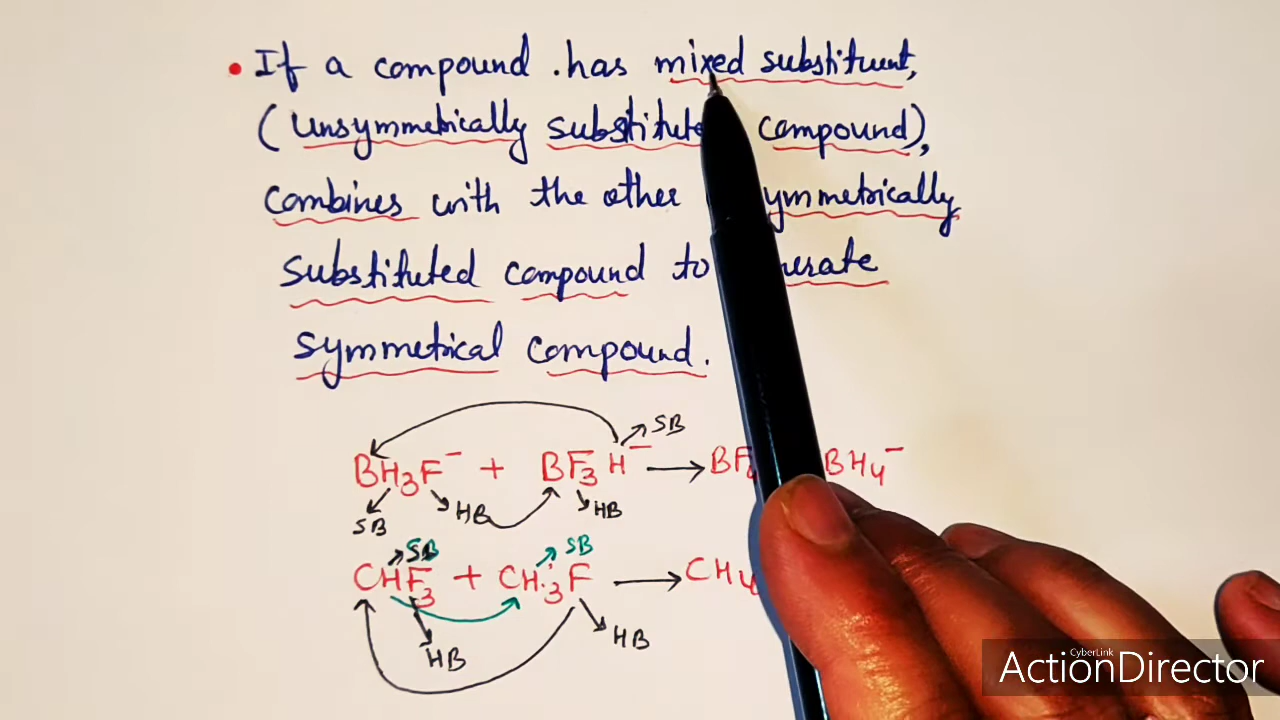 • If a compound . has mixed substituent,
(Unsymmetrically substitute compound),
combines with the other ymmetrically
substituted compound to erate
symmetrical compound.
SB
BH₃F⁻ + BF₃H⁻ → BF BH₄⁻
SB HB HB
SB SB
CHF₃ + CH₃F → CH₄
HB HB
CyberLink
ActionDirector